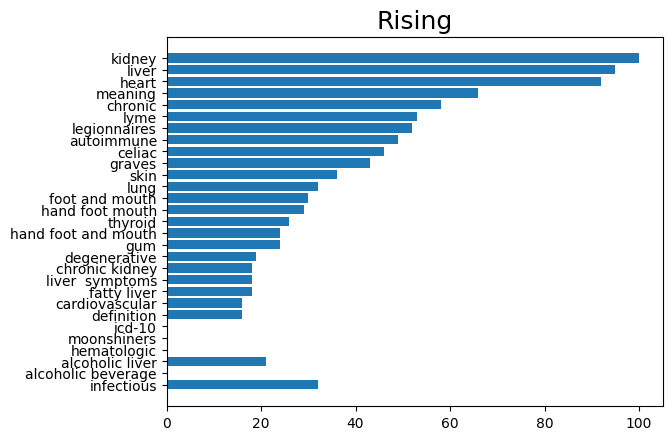 Rising
kidney
liver
heart
meaning
chronic
lyme
legionnaires
autoimmune
celiac
graves
skin
lung
foot and mouth
hand foot mouth
thyroid
hand foot and mouth
gum
degenerative
chronic kidney
liver  symptoms
fatty liver
cardiovascular
definition
icd-10
moonshiners
hematologic
alcoholic liver
alcoholic beverage
infectious
0 20 40 60 80 100